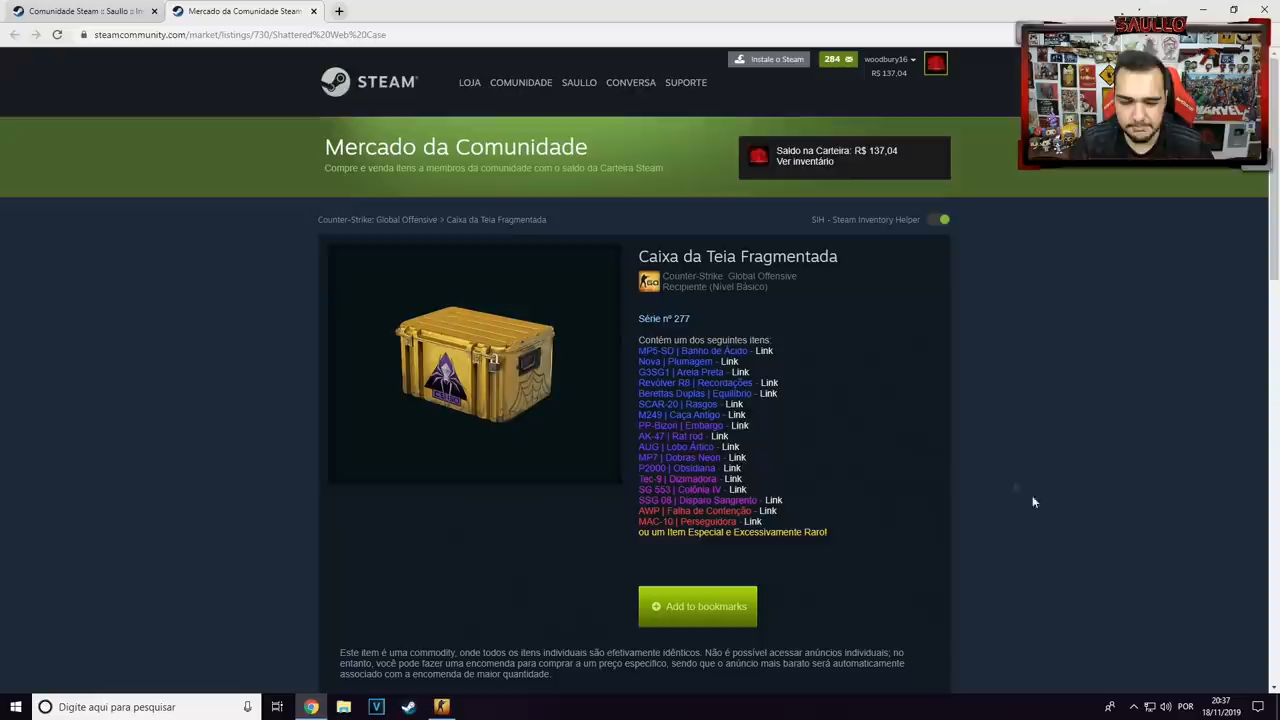 Comunidade Steam :: Saullo :: In
Mercado da Comunidade Steam
steamcommunity.com/market/listings/730/Shattered%20Web%20Case
SAULLO
Instale o Steam
284
woodbury16
R$ 137,04
STEAM
LOJA COMUNIDADE SAULLO CONVERSA SUPORTE
MARVEL
Mercado da Comunidade
Compre e venda itens a membros da comunidade com o saldo da Carteira Steam
Saldo na Carteira: R$ 137,04
Ver inventário
Counter-Strike: Global Offensive > Caixa da Teia Fragmentada
SIH - Steam Inventory Helper
Caixa da Teia Fragmentada
Counter-Strike: Global Offensive
Recipiente (Nível Básico)
Série nº 277
Contém um dos seguintes itens:
MP5-SD | Banho de Ácido - Link
Nova | Plumagem - Link
G3SG1 | Areia Preta - Link
Revólver R8 | Recordações - Link
Berettas Duplas | Equilíbrio - Link
SCAR-20 | Rasgos - Link
M249 | Caça Antigo - Link
PP-Bizon | Embargo - Link
AK-47 | Rat rod - Link
AUG | Lobo Ártico - Link
MP7 | Dobras Neon - Link
P2000 | Obsidiana - Link
Tec-9 | Dizimadora - Link
SG 553 | Colônia IV - Link
SSG 08 | Disparo Sangrento - Link
AWP | Falha de Contenção - Link
MAC-10 | Perseguidora - Link
ou um Item Especial e Excessivamente Raro!
Add to bookmarks
Este item é uma commodity, onde todos os itens individuais são efetivamente idênticos. Não é possível acessar anúncios individuais; no
entanto, você pode fazer uma encomenda para comprar a um preço específico, sendo que o anúncio mais barato será automaticamente
associado com a encomenda de maior quantidade.
Digite aqui para pesquisar
POR
20:37
18/11/2019